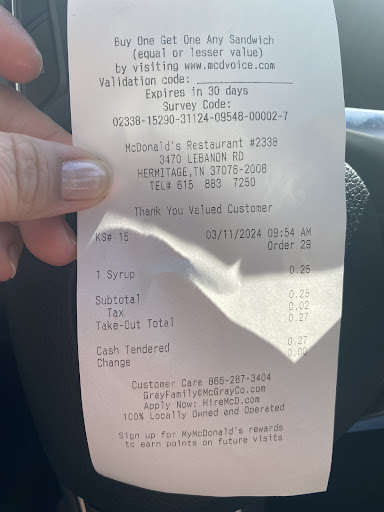 Buy One Get One Any Sandwich
(equal or lesser value)
by visiting www.mcdvoice.com
Validation code: _______________
Expires in 30 days
Survey Code:
02338-15290-31124-09548-00002-7
McDonald's Restaurant #2338
3470 LEBANON RD
HERMITAGE,TN 37076-2008
TEL# 615 883 7250
Thank You Valued Customer
KS# 15 03/11/2024 09:54 AM
Order 29
1 Syrup 0.25
Subtotal 0.25
Tax 0.02
Take-Out Total 0.27
Cash Tendered 0.27
Change 0.00
Customer Care 866-287-3404
GrayFamily@McGrayCo.com
Apply Now: HireMcD.com
100% Locally Owned and Operated
Sign up for MyMcDonald's rewards
to earn points on future visits